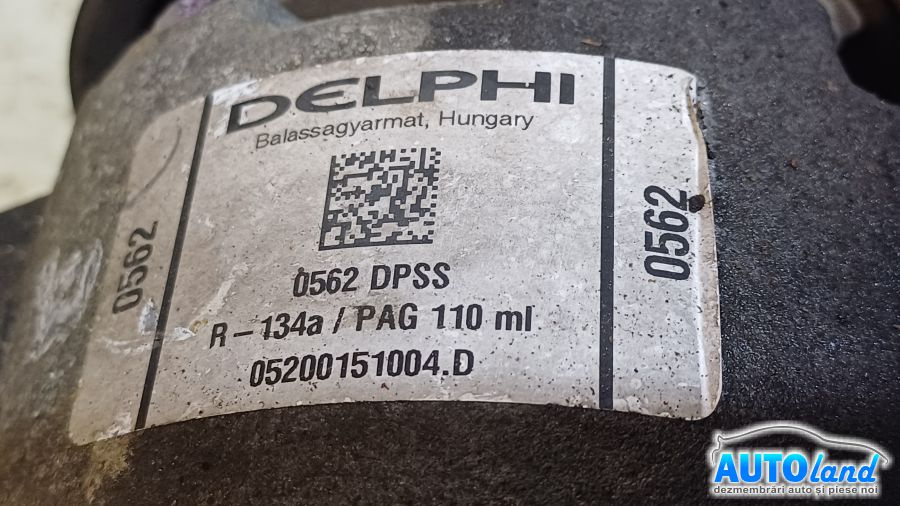 DELPHI
Balassagyarmat, Hungary
0562
0562
0562 DPSS
R-134a / PAG 110 ml
05200151004.D
AUTOland
dezmembrări auto și piese noi